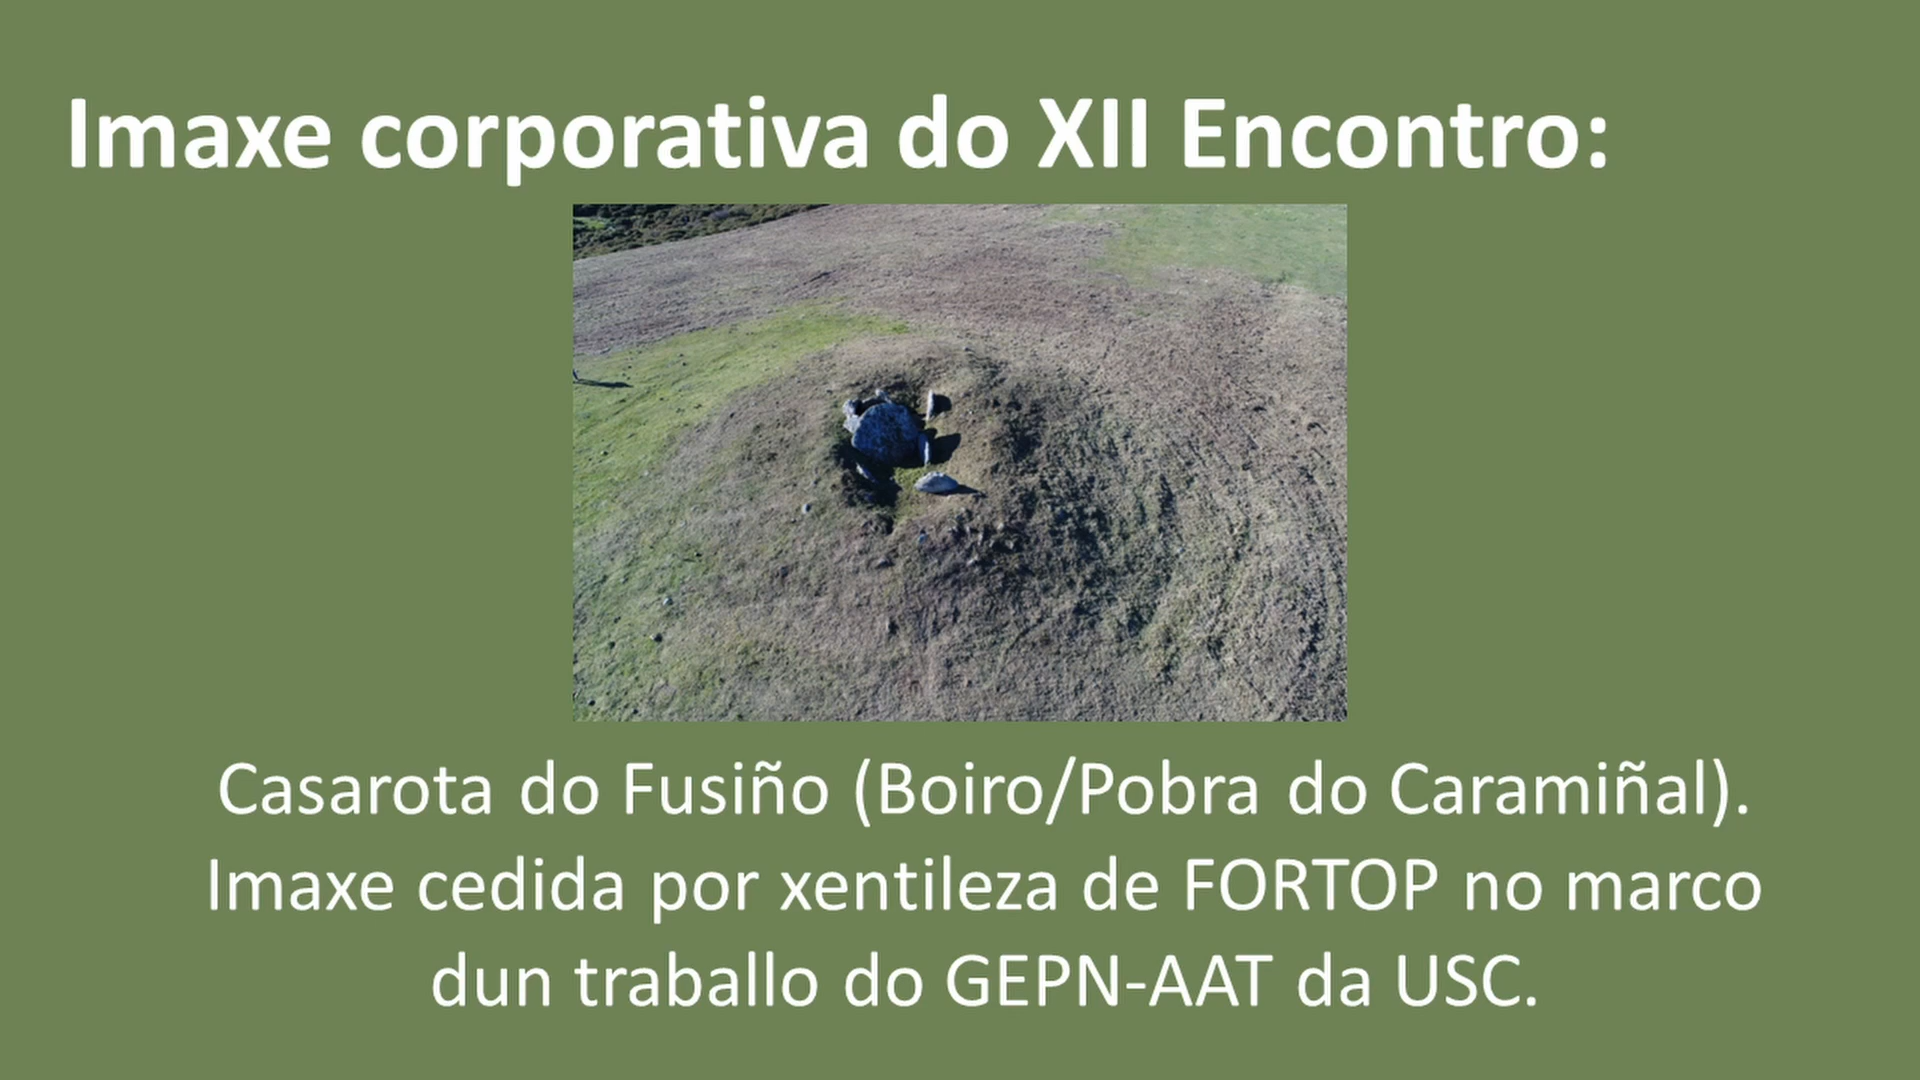 Imaxe corporativa do XII Encontro:
Casarota do Fusiño (Boiro/Pobra do Caramiñal).
Imaxe cedida por xentileza de FORTOP no marco
dun traballo do GEPN-AAT da USC.